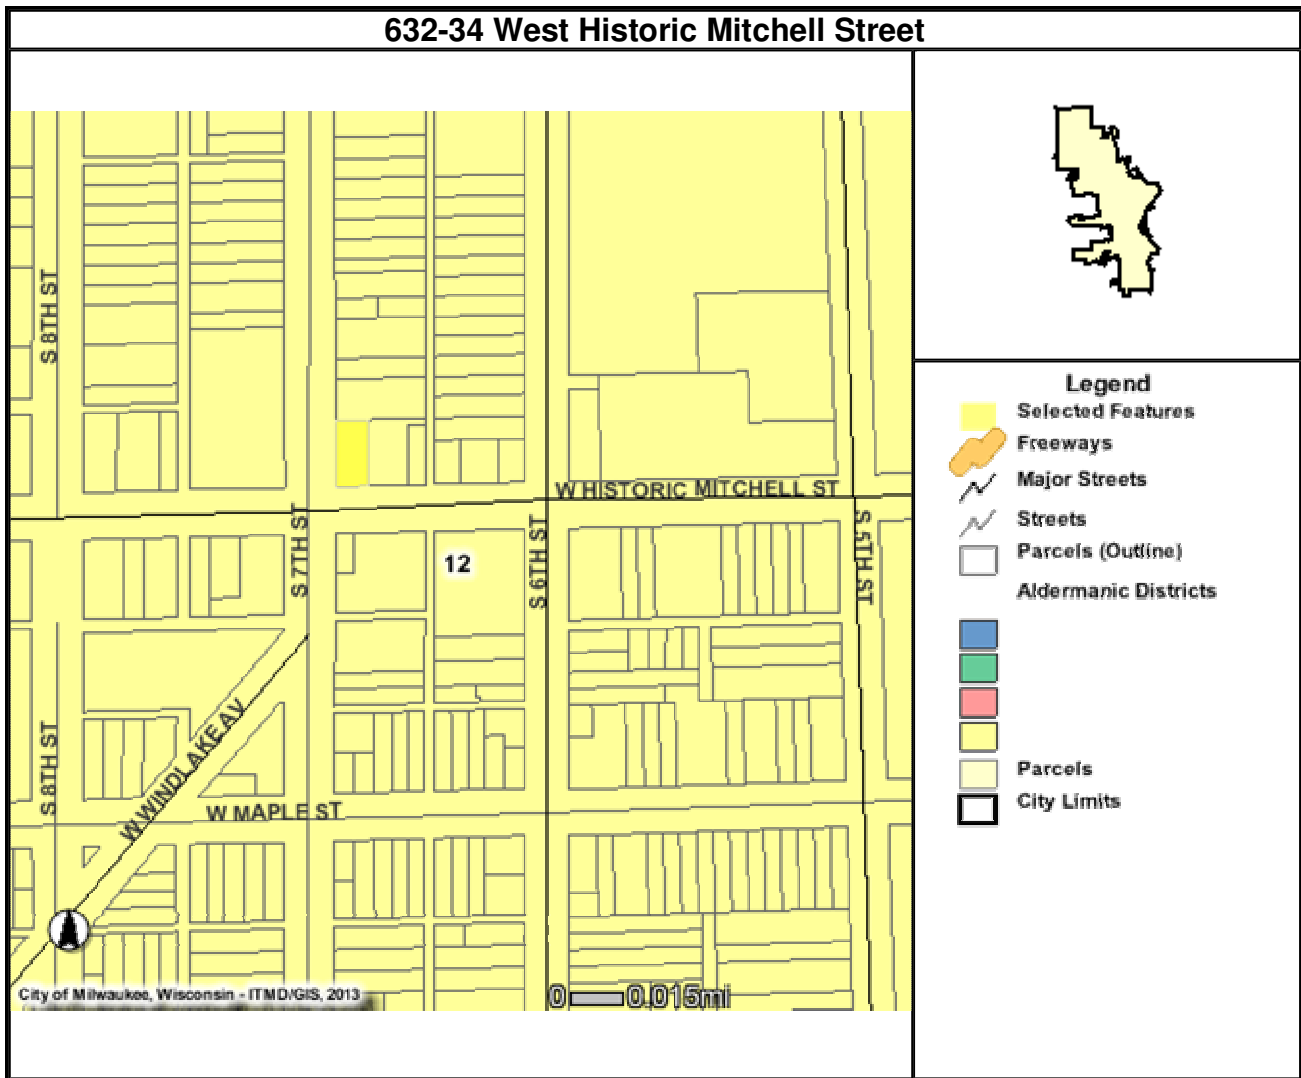 632-34 West Historic Mitchell Street
S 8TH ST
W HISTORIC MITCHELL ST
S 7TH ST
12
S 6TH ST
S 5TH ST
S 8TH ST
W WINDLAKE AV
W MAPLE ST
City of Milwaukee, Wisconsin - ITMD/GIS, 2013
0 0.015mi
Legend
Selected Features
Freeways
Major Streets
Streets
Parcels (Outline)
Aldermanic Districts
Parcels
City Limits